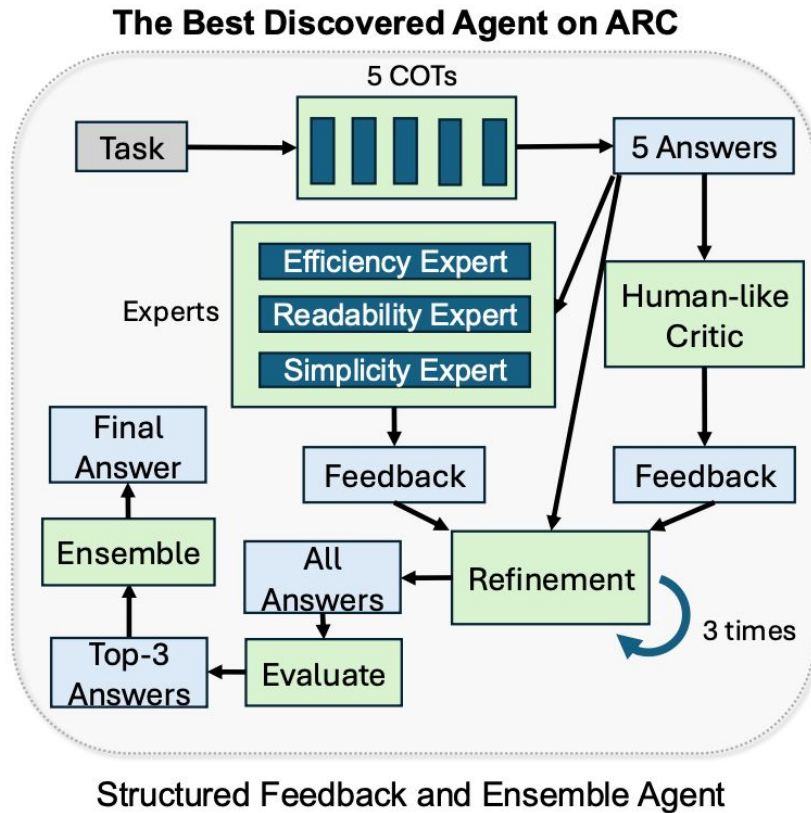 The Best Discovered Agent on ARC
5 COTs
Task
5 Answers
Experts
Efficiency Expert
Readability Expert
Simplicity Expert
Human-like
Critic
Feedback
Feedback
Refinement
3 times
All
Answers
Evaluate
Top-3
Answers
Ensemble
Final
Answer
Structured Feedback and Ensemble Agent